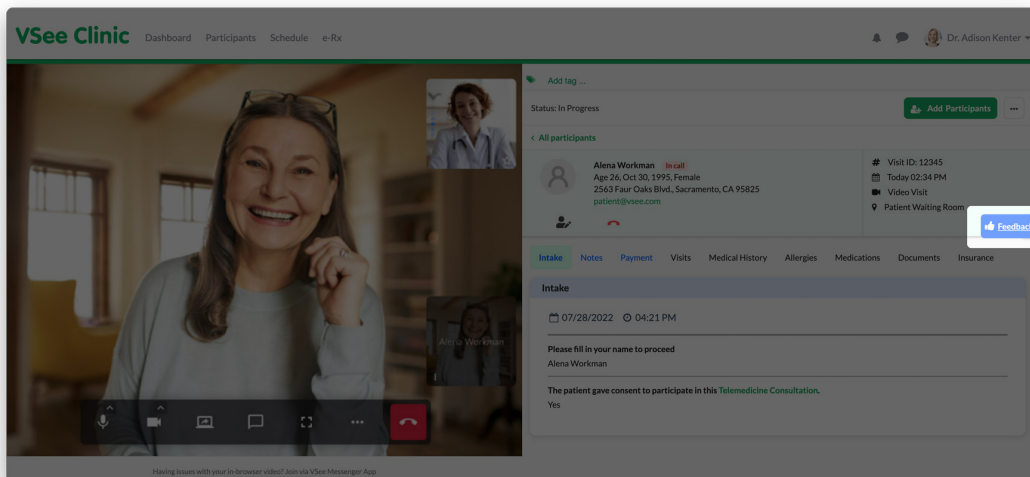 VSee Clinic Dashboard Participants Schedule e-Rx Dr. Adison Kenter
Add tag ...
Status: In Progress Add Participants
< All participants
Alena Workman In call
Age 26, Oct 30, 1995, Female
2563 Faur Oaks Blvd., Sacramento, CA 95825
patient@vsee.com
# Visit ID: 12345
Today 02:34 PM
Video Visit
Patient Waiting Room
Feedback
Intake Notes Payment Visits Medical History Allergies Medications Documents Insurance
Intake
07/28/2022 04:21 PM
Please fill in your name to proceed
Alena Workman
The patient gave consent to participate in this Telemedicine Consultation.
Yes
Alena Workman
Having issues with your in-browser video? Join via VSee Messenger App